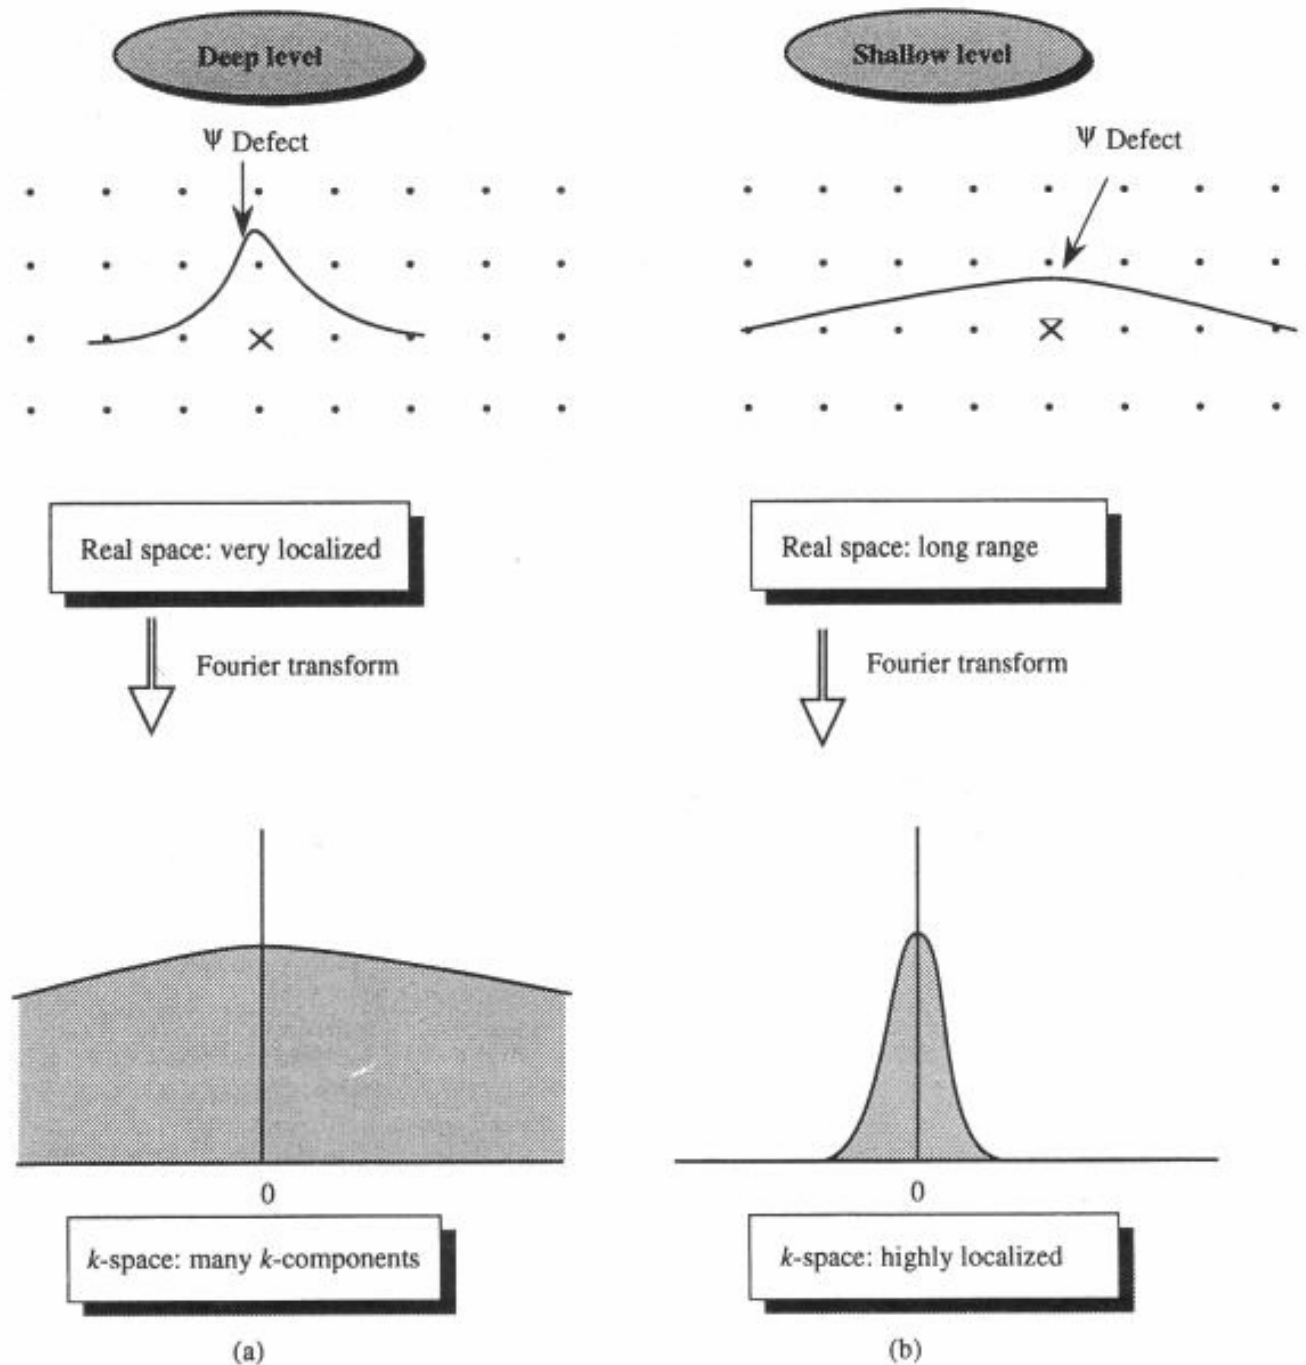 Deep level
Shallow level
Ψ Defect
Ψ Defect
Real space: very localized
Real space: long range
Fourier transform
Fourier transform
0
0
k-space: many k-components
k-space: highly localized
(a)
(b)